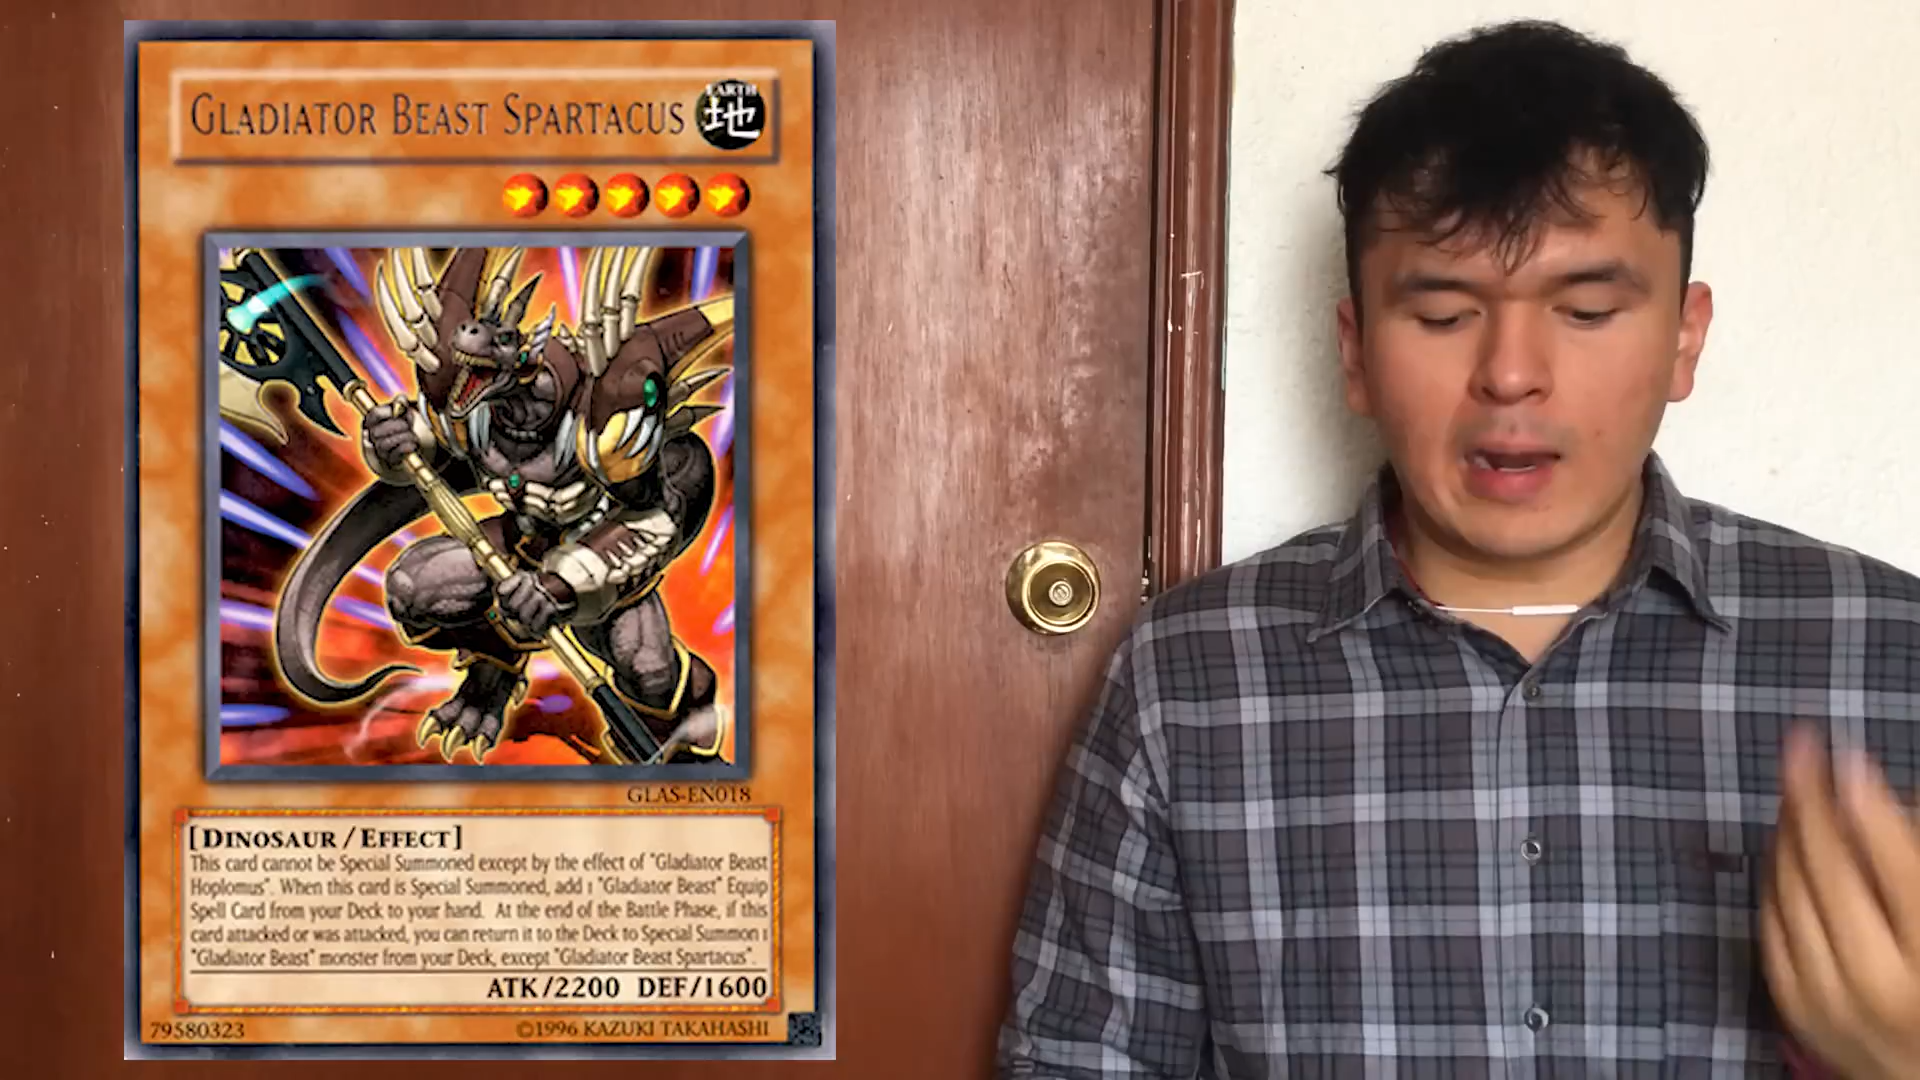 GLADIATOR BEAST SPARTACUS
EARTH
地
GLAS-EN018
[DINOSAUR / EFFECT]
This card cannot be Special Summoned except by the effect of "Gladiator Beast
Hoplomus". When this card is Special Summoned, add 1 "Gladiator Beast" Equip
Spell Card from your Deck to your hand. At the end of the Battle Phase, if this
card attacked or was attacked, you can return it to the Deck to Special Summon 1
"Gladiator Beast" monster from your Deck, except "Gladiator Beast Spartacus".
ATK/2200 DEF/1600
79580323
©1996 KAZUKI TAKAHASHI